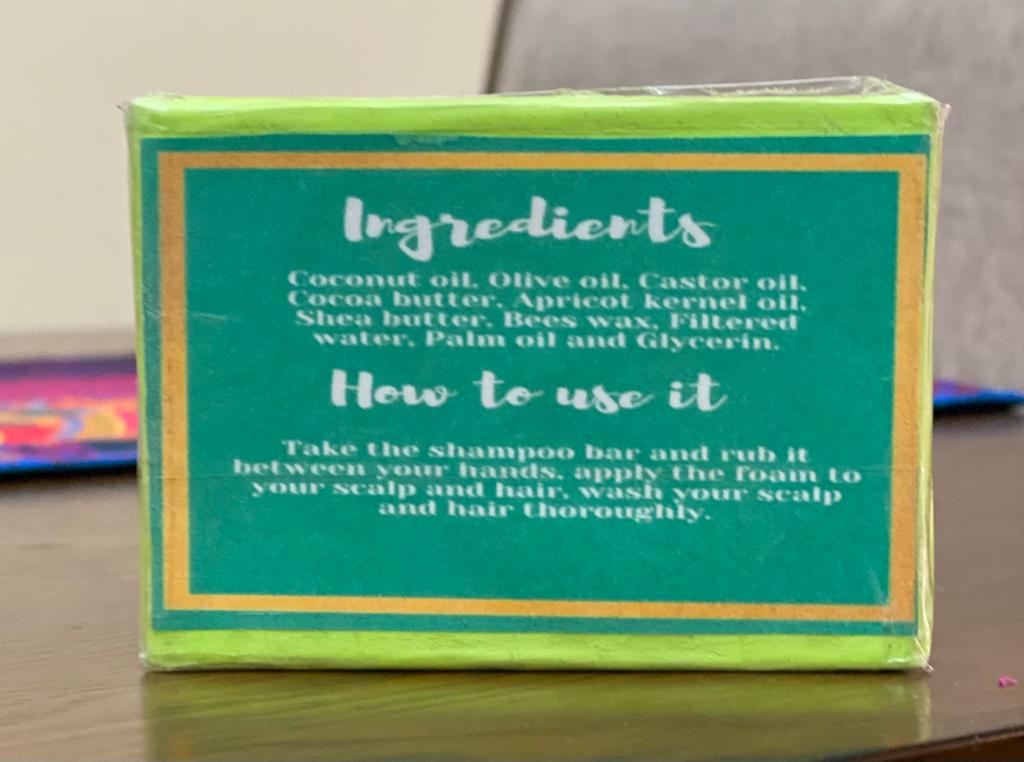 Ingredients
Coconut oil, Olive oil, Castor oil,
Cocoa butter, Apricot kernel oil,
Shea butter, Bees wax, Filtered
water, Palm oil and Glycerin.
How to use it
Take the shampoo bar and rub it
between your hands, apply the foam to
your scalp and hair, wash your scalp
and hair thoroughly.